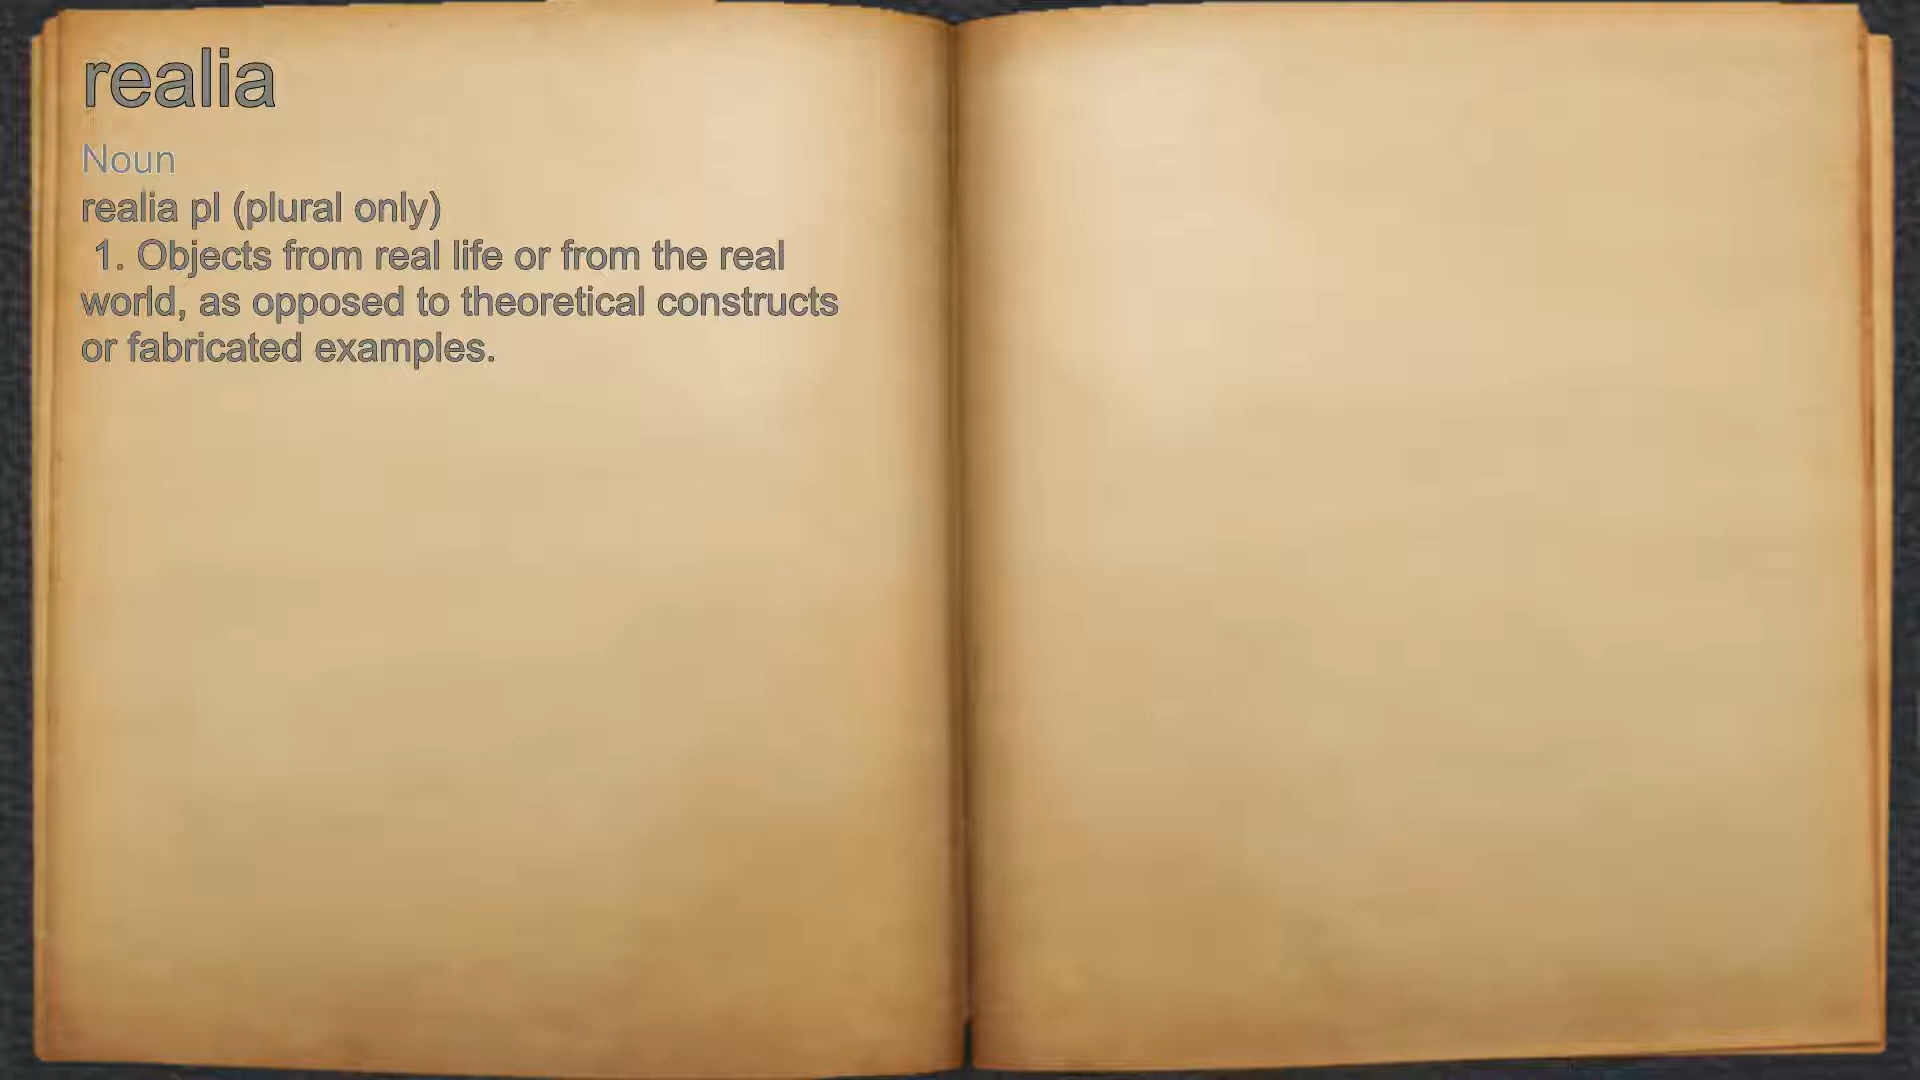 realia
Noun
realia pl (plural only)
1. Objects from real life or from the real
world, as opposed to theoretical constructs
or fabricated examples.